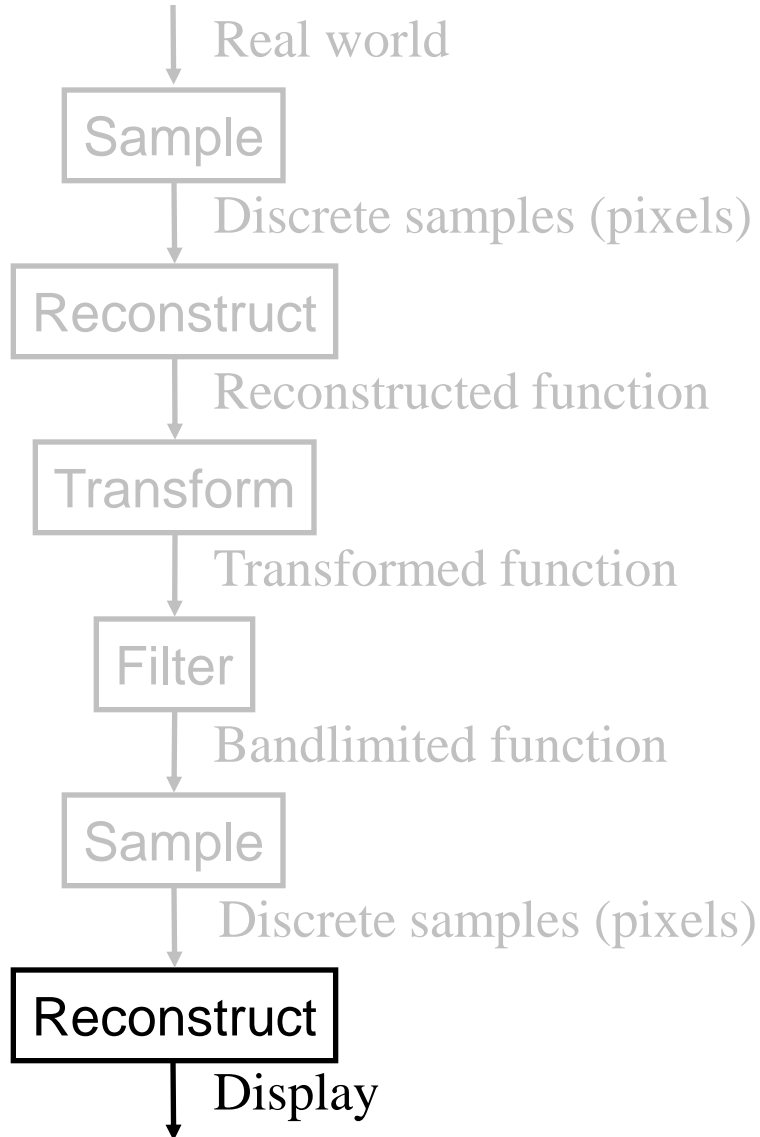 Real world
Sample
Discrete samples (pixels)
Reconstruct
Reconstructed function
Transform
Transformed function
Filter
Bandlimited function
Sample
Discrete samples (pixels)
Reconstruct
Display